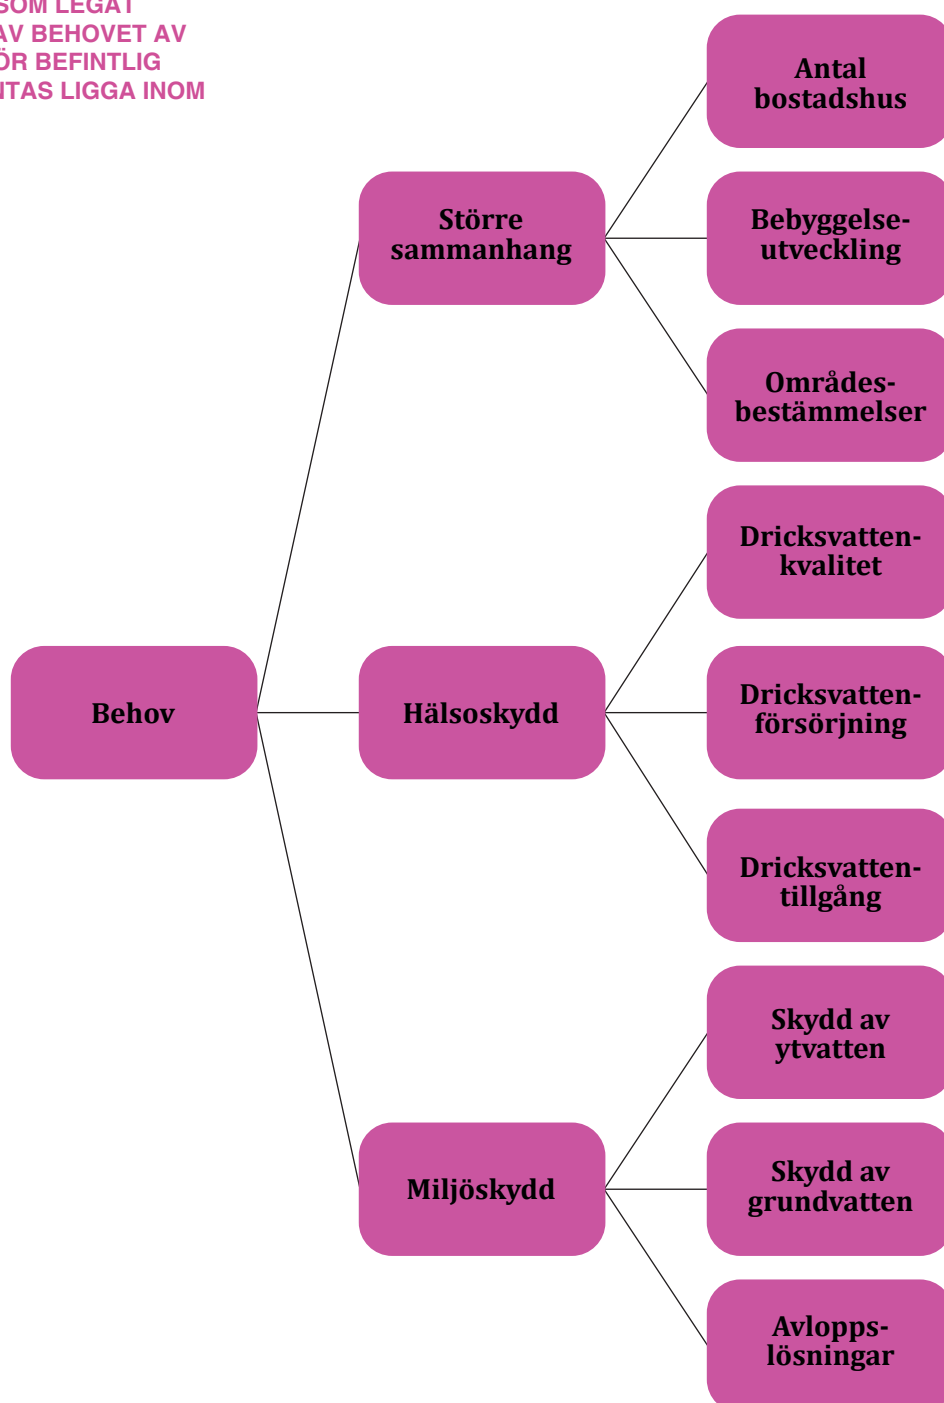 SOM LEGAT
AV BEHOVET AV
ÖR BEFINTLIG
NTAS LIGGA INOM
Antal
bostadshus
Större
sammanhang
Bebyggelse-
utveckling
Områdes-
bestämmelser
Dricksvatten-
kvalitet
Behov
Hälsoskydd
Dricksvatten-
försörjning
Dricksvatten-
tillgång
Skydd av
ytvatten
Miljöskydd
Skydd av
grundvatten
Avlopps-
lösningar